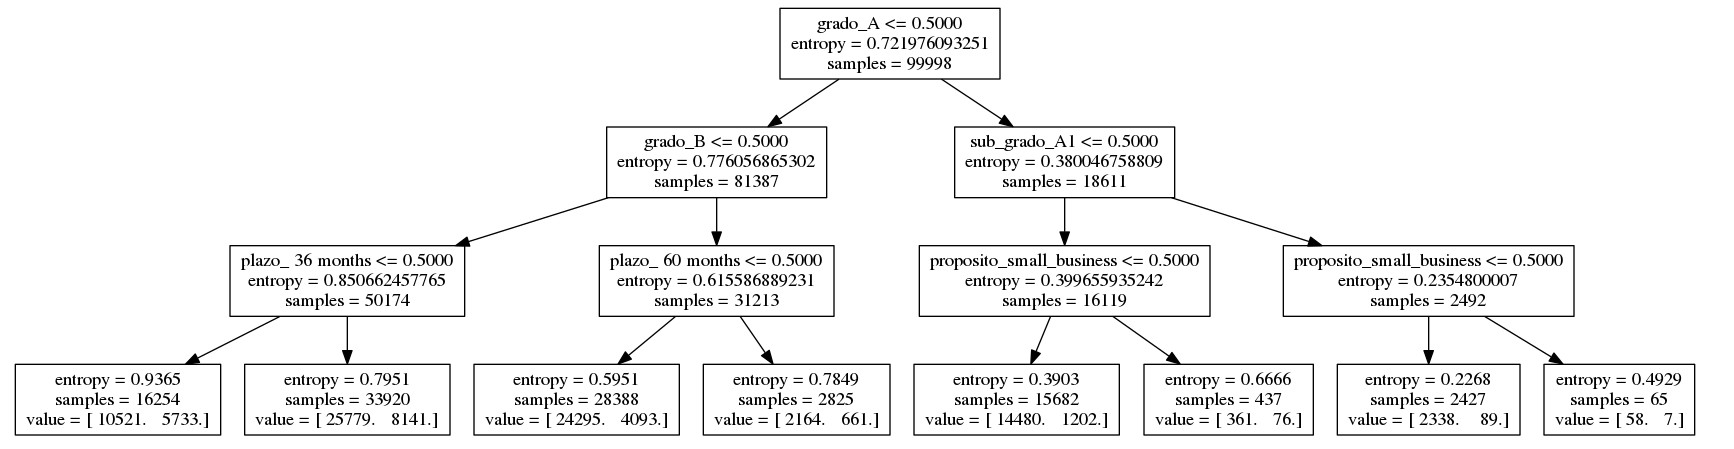 grado_A <= 0.5000
entropy = 0.721976093251
samples = 99998
grado_B <= 0.5000
entropy = 0.776056865302
samples = 81387
sub_grado_A1 <= 0.5000
entropy = 0.380046758809
samples = 18611
plazo_ 36 months <= 0.5000
entropy = 0.850662457765
samples = 50174
plazo_ 60 months <= 0.5000
entropy = 0.615586889231
samples = 31213
proposito_small_business <= 0.5000
entropy = 0.399655935242
samples = 16119
proposito_small_business <= 0.5000
entropy = 0.2354800007
samples = 2492
entropy = 0.9365
samples = 16254
value = [ 10521.   5733.]
entropy = 0.7951
samples = 33920
value = [ 25779.   8141.]
entropy = 0.5951
samples = 28388
value = [ 24295.   4093.]
entropy = 0.7849
samples = 2825
value = [ 2164.   661.]
entropy = 0.3903
samples = 15682
value = [ 14480.   1202.]
entropy = 0.6666
samples = 437
value = [ 361.   76.]
entropy = 0.2268
samples = 2427
value = [ 2338.     89.]
entropy = 0.4929
samples = 65
value = [ 58.   7.]